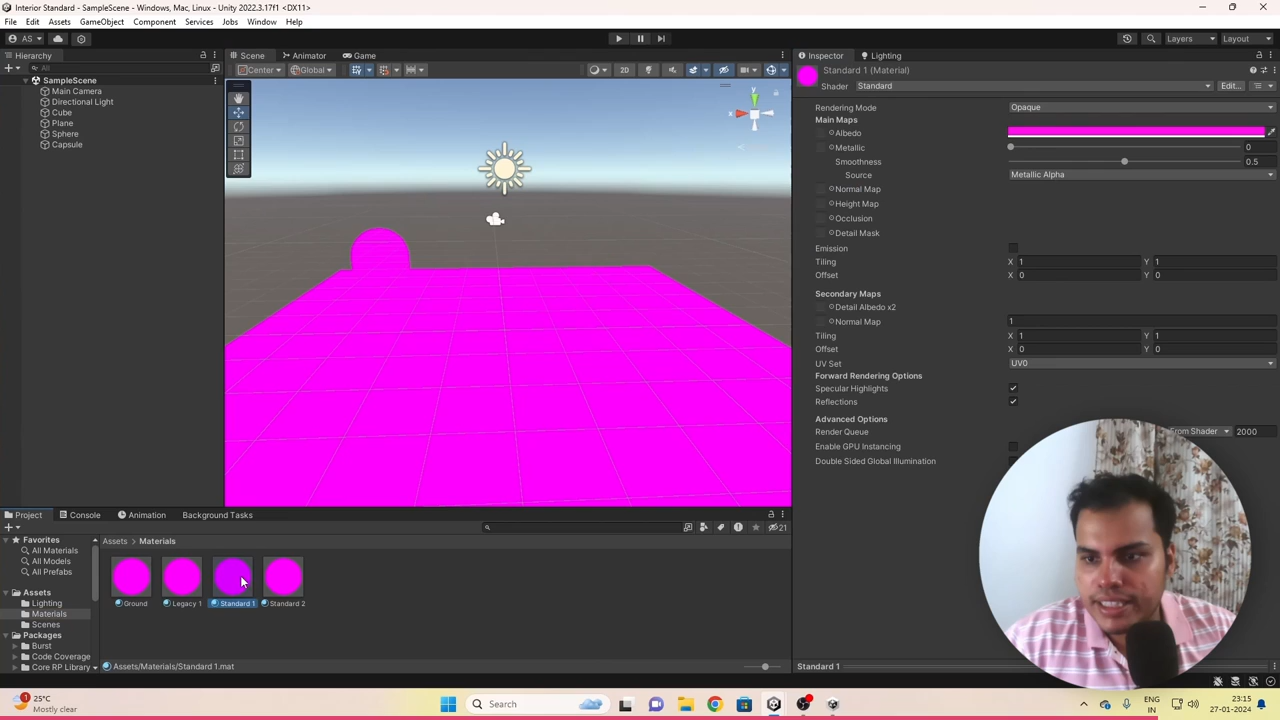 Interior Standard - SampleScene - Windows, Mac, Linux - Unity 2022.3.17f1 <DX11>
File Edit Assets GameObject Component Services Jobs Window Help
AS Layers Layout
Hierarchy Scene Animator Game Inspector Lighting
All Center Global 2D
SampleScene
Main Camera
Directional Light
Cube
Plane
Sphere
Capsule
y
x
Standard 1 (Material)
Shader Standard Edit...
Rendering Mode Opaque
Main Maps
Albedo
Metallic 0
Smoothness 0.5
Source Metallic Alpha
Normal Map
Height Map
Occlusion
Detail Mask
Emission
Tiling X 1 Y 1
Offset X 0 Y 0
Secondary Maps
Detail Albedo x2
Normal Map 1
Tiling X 1 Y 1
Offset X 0 Y 0
UV Set UV0
Forward Rendering Options
Specular Highlights
Reflections
Advanced Options
Render Queue From Shader 2000
Enable GPU Instancing
Double Sided Global Illumination
Project Console Animation Background Tasks
21
Favorites
All Materials
All Models
All Prefabs
Assets
Lighting
Materials
Scenes
Packages
Burst
Code Coverage
Core RP Library
Assets > Materials
Ground Legacy 1 Standard 1 Standard 2
Assets/Materials/Standard 1.mat
Standard 1
1
25°C
Mostly clear
Search
ENG
IN
23:15
27-01-2024